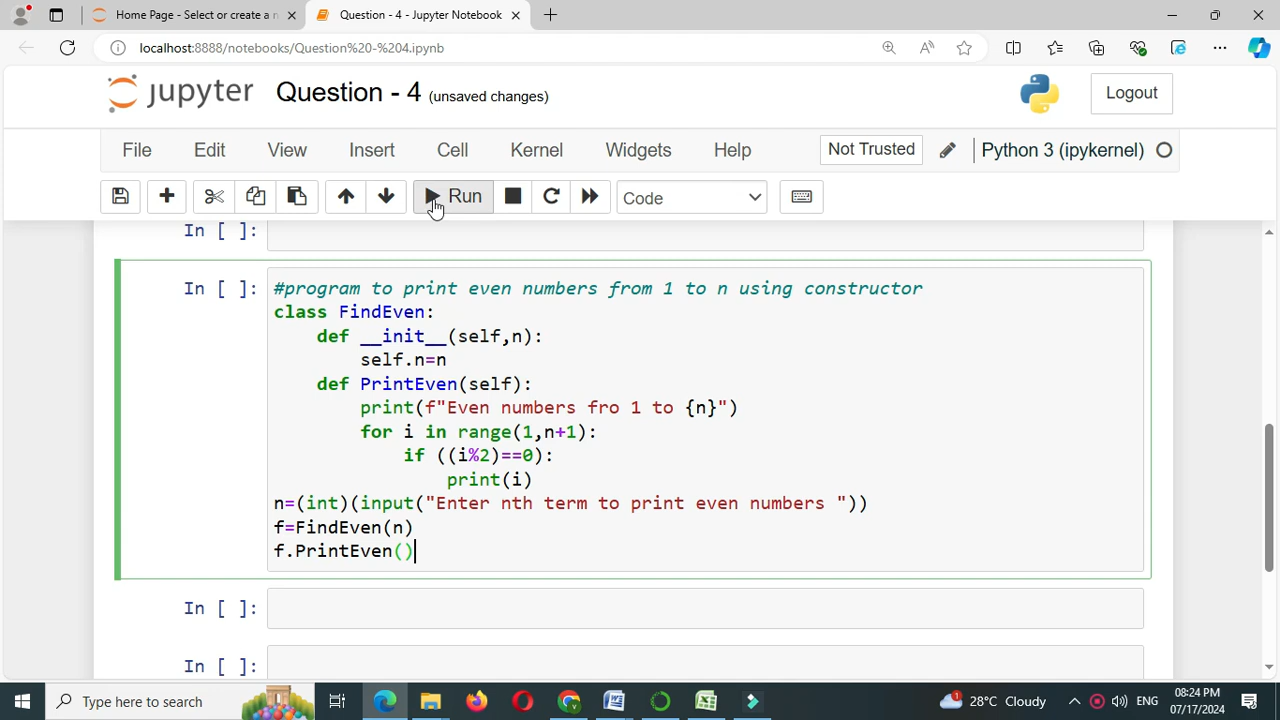 Home Page - Select or create a n
Question - 4 - Jupyter Notebook
localhost:8888/notebooks/Question%20-%204.ipynb
jupyter Question - 4 (unsaved changes)
Logout
File Edit View Insert Cell Kernel Widgets Help Not Trusted Python 3 (ipykernel)
Run Code
In [ ]:
In [ ]:
#program to print even numbers from 1 to n using constructor
class FindEven:
    def __init__(self,n):
        self.n=n
    def PrintEven(self):
        print(f"Even numbers fro 1 to {n}")
        for i in range(1,n+1):
            if ((i%2)==0):
                print(i)
n=(int)(input("Enter nth term to print even numbers "))
f=FindEven(n)
f.PrintEven()
In [ ]:
In [ ]:
Type here to search
1
28°C Cloudy
ENG
08:24 PM
07/17/2024